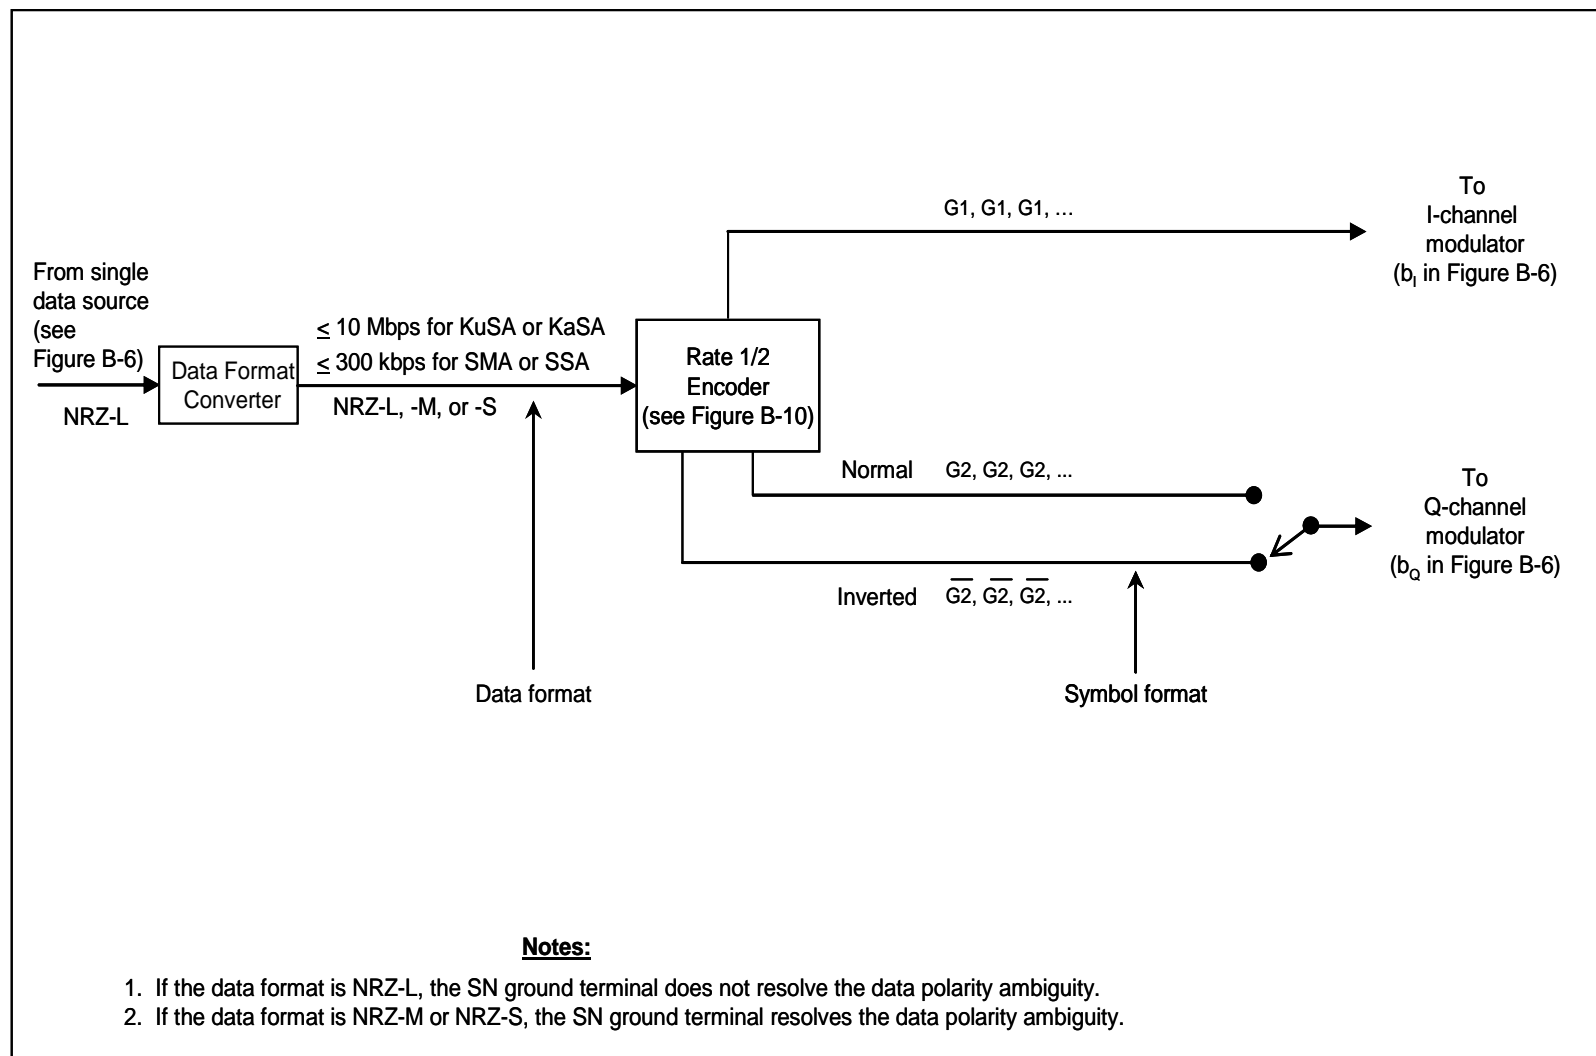 G1, G1, G1, ...
To
I-channel
modulator
(bI in Figure B-6)
From single
data source
(see
Figure B-6)
NRZ-L
Data Format
Converter
≤ 10 Mbps for KuSA or KaSA
≤ 300 kbps for SMA or SSA
NRZ-L, -M, or -S
Rate 1/2
Encoder
(see Figure B-10)
Normal G2, G2, G2, ...
Inverted G̅2̅, G̅2̅, G̅2̅, ...
To
Q-channel
modulator
(bQ in Figure B-6)
Data format
Symbol format
Notes:
1. If the data format is NRZ-L, the SN ground terminal does not resolve the data polarity ambiguity.
2. If the data format is NRZ-M or NRZ-S, the SN ground terminal resolves the data polarity ambiguity.